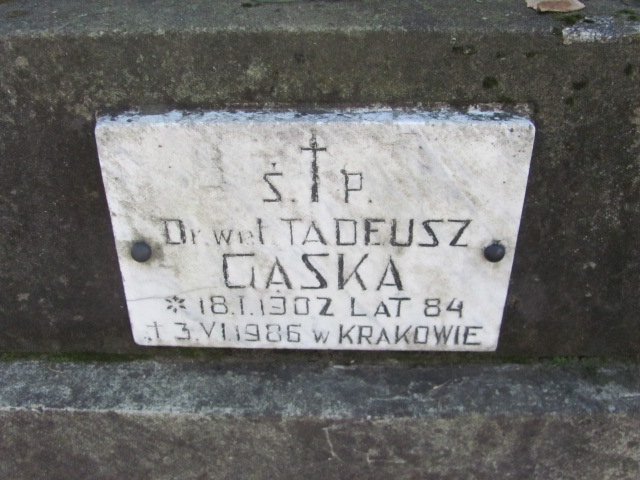 Ś. P.
Dr. wet. TADEUSZ
GĄSKA
* 18.I.1902 LAT 84
† 3.VI.1986 W KRAKOWIE